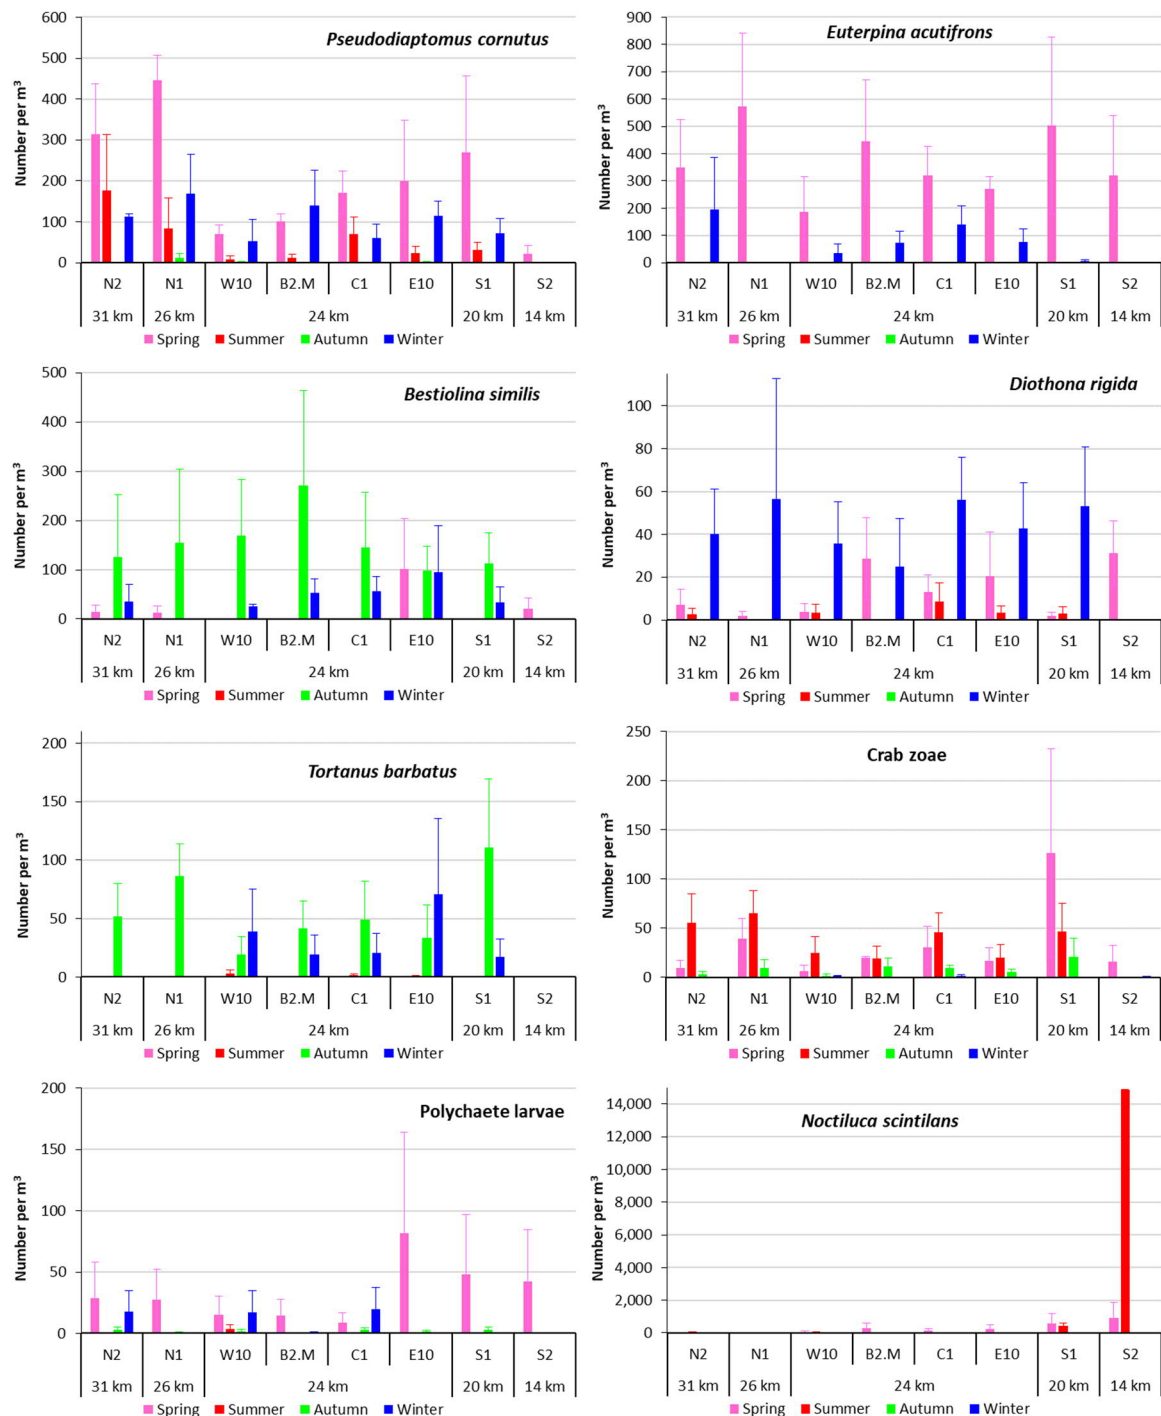 Pseudodiaptomus cornutus
Number per m³
600
500
400
300
200
100
0
N2 N1 W10 B2.M C1 E10 S1 S2
31 km 26 km 24 km 20 km 14 km
Spring Summer Autumn Winter
Euterpina acutifrons
Number per m³
900
800
700
600
500
400
300
200
100
0
N2 N1 W10 B2.M C1 E10 S1 S2
31 km 26 km 24 km 20 km 14 km
Spring Summer Autumn Winter
Bestiolina similis
Number per m³
500
400
300
200
100
0
N2 N1 W10 B2.M C1 E10 S1 S2
31 km 26 km 24 km 20 km 14 km
Spring Summer Autumn Winter
Diothona rigida
Number per m³
100
80
60
40
20
0
N2 N1 W10 B2.M C1 E10 S1 S2
31 km 26 km 24 km 20 km 14 km
Spring Summer Autumn Winter
Tortanus barbatus
Number per m³
200
150
100
50
0
N2 N1 W10 B2.M C1 E10 S1 S2
31 km 26 km 24 km 20 km 14 km
Spring Summer Autumn Winter
Crab zoae
Number per m³
250
200
150
100
50
0
N2 N1 W10 B2.M C1 E10 S1 S2
31 km 26 km 24 km 20 km 14 km
Spring Summer Autumn Winter
Polychaete larvae
Number per m³
200
150
100
50
0
N2 N1 W10 B2.M C1 E10 S1 S2
31 km 26 km 24 km 20 km 14 km
Spring Summer Autumn Winter
Noctiluca scintilans
Number per m³
14,000
12,000
10,000
8,000
6,000
4,000
2,000
0
N2 N1 W10 B2.M C1 E10 S1 S2
31 km 26 km 24 km 20 km 14 km
Spring Summer Autumn Winter